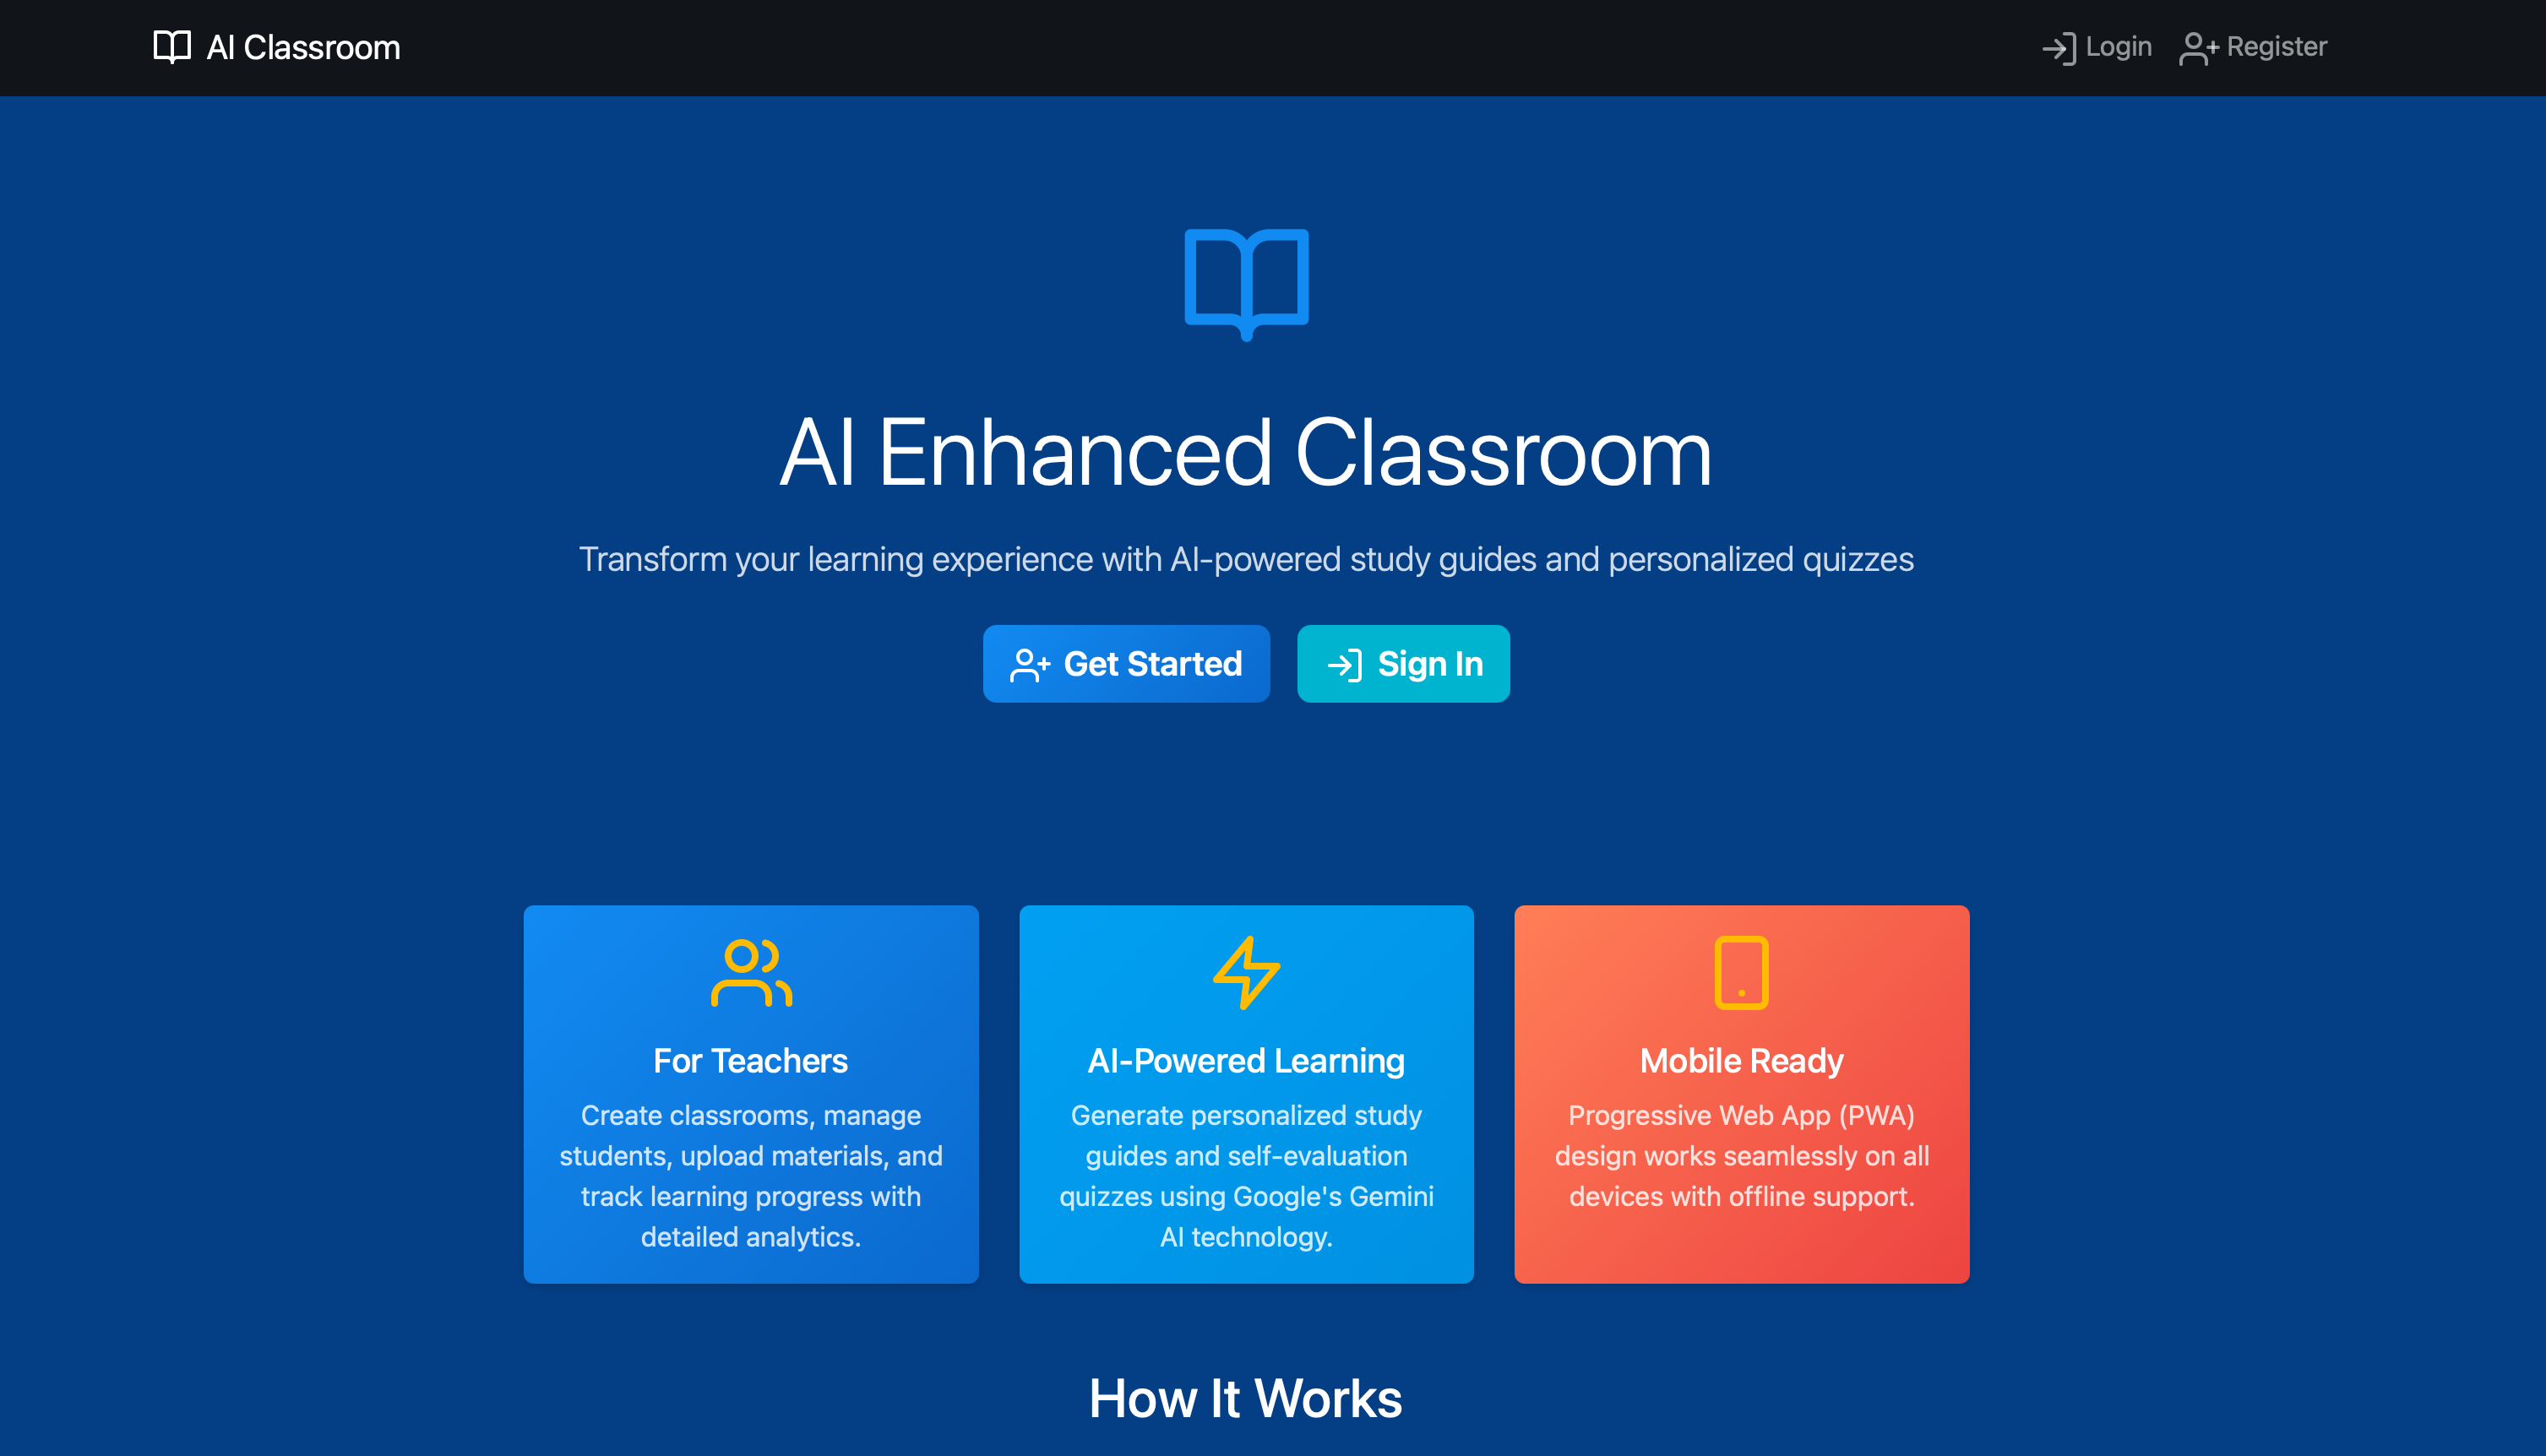 AI Classroom
Login
Register
AI Enhanced Classroom
Transform your learning experience with AI-powered study guides and personalized quizzes
Get Started
Sign In
For Teachers
Create classrooms, manage
students, upload materials, and
track learning progress with
detailed analytics.
AI-Powered Learning
Generate personalized study
guides and self-evaluation
quizzes using Google's Gemini
AI technology.
Mobile Ready
Progressive Web App (PWA)
design works seamlessly on all
devices with offline support.
How It Works